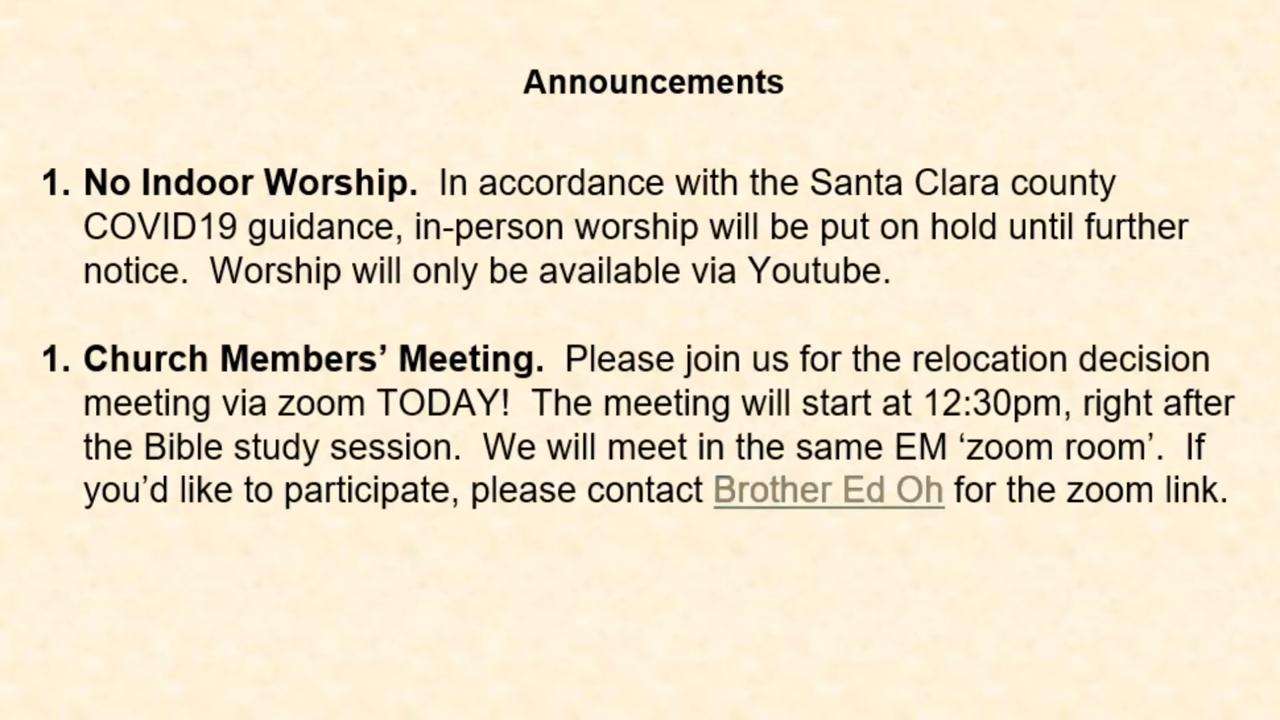 Announcements
1. No Indoor Worship.  In accordance with the Santa Clara county
COVID19 guidance, in-person worship will be put on hold until further
notice.  Worship will only be available via Youtube.
1. Church Members’ Meeting.  Please join us for the relocation decision
meeting via zoom TODAY!  The meeting will start at 12:30pm, right after
the Bible study session.  We will meet in the same EM ‘zoom room’.  If
you’d like to participate, please contact Brother Ed Oh for the zoom link.